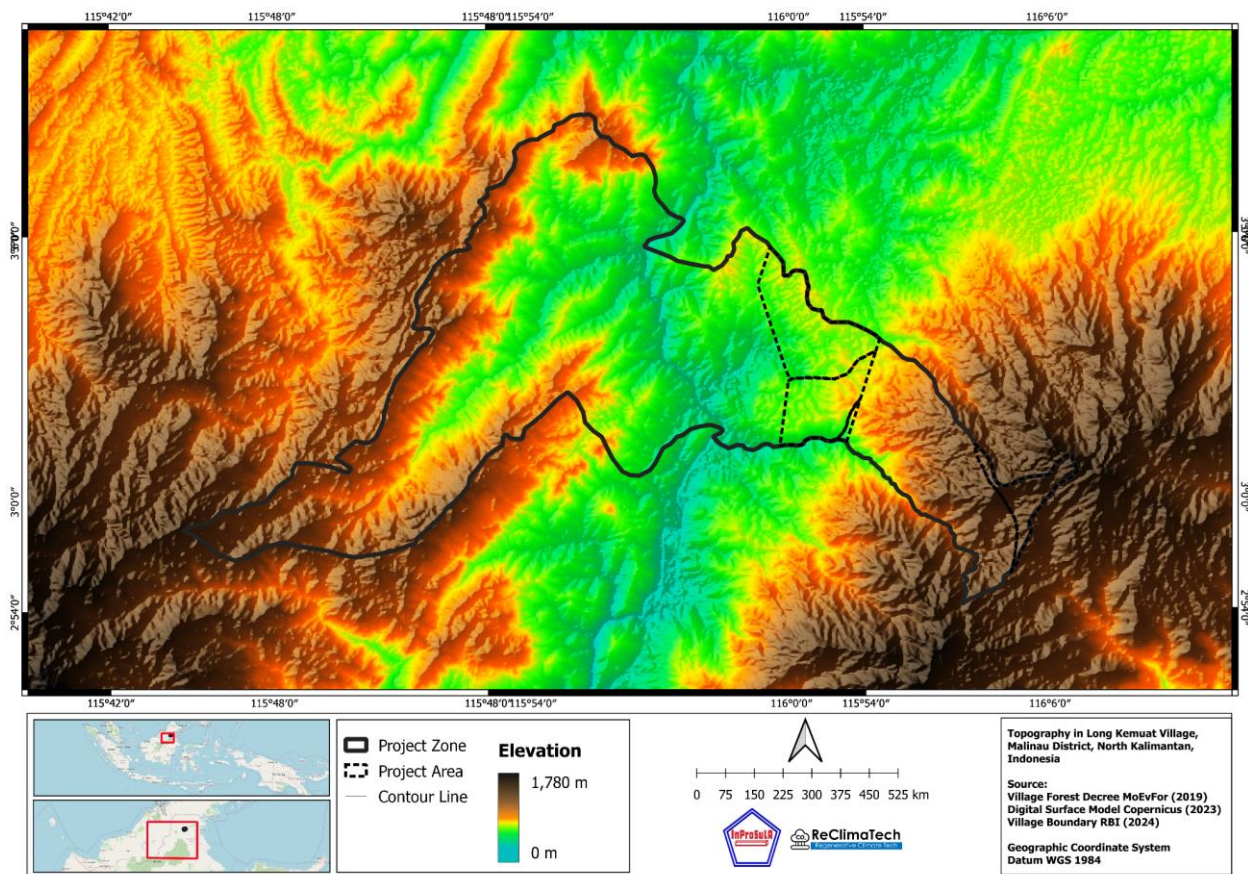 115°42'0"
115°48'0"
115°48'0"115°54'0"
116°0'0"
115°54'0"
116°6'0"
3°0'0"
2°54'0"
3°0'0"
115°42'0"
115°48'0"
115°48'0"115°54'0"
116°0'0"
115°54'0"
116°6'0"
Project Zone
Project Area
Contour Line
Elevation
1,780 m
0 m
0 75 150 225 300 375 450 525 km
InProSuLA
ReClimaTech
Regenerative Climate Tech
Topography in Long Kemuat Village,
Malinau District, North Kalimantan,
Indonesia
Source:
Village Forest Decree MoEvFor (2019)
Digital Surface Model Copernicus (2023)
Village Boundary RBI (2024)
Geographic Coordinate System
Datum WGS 1984